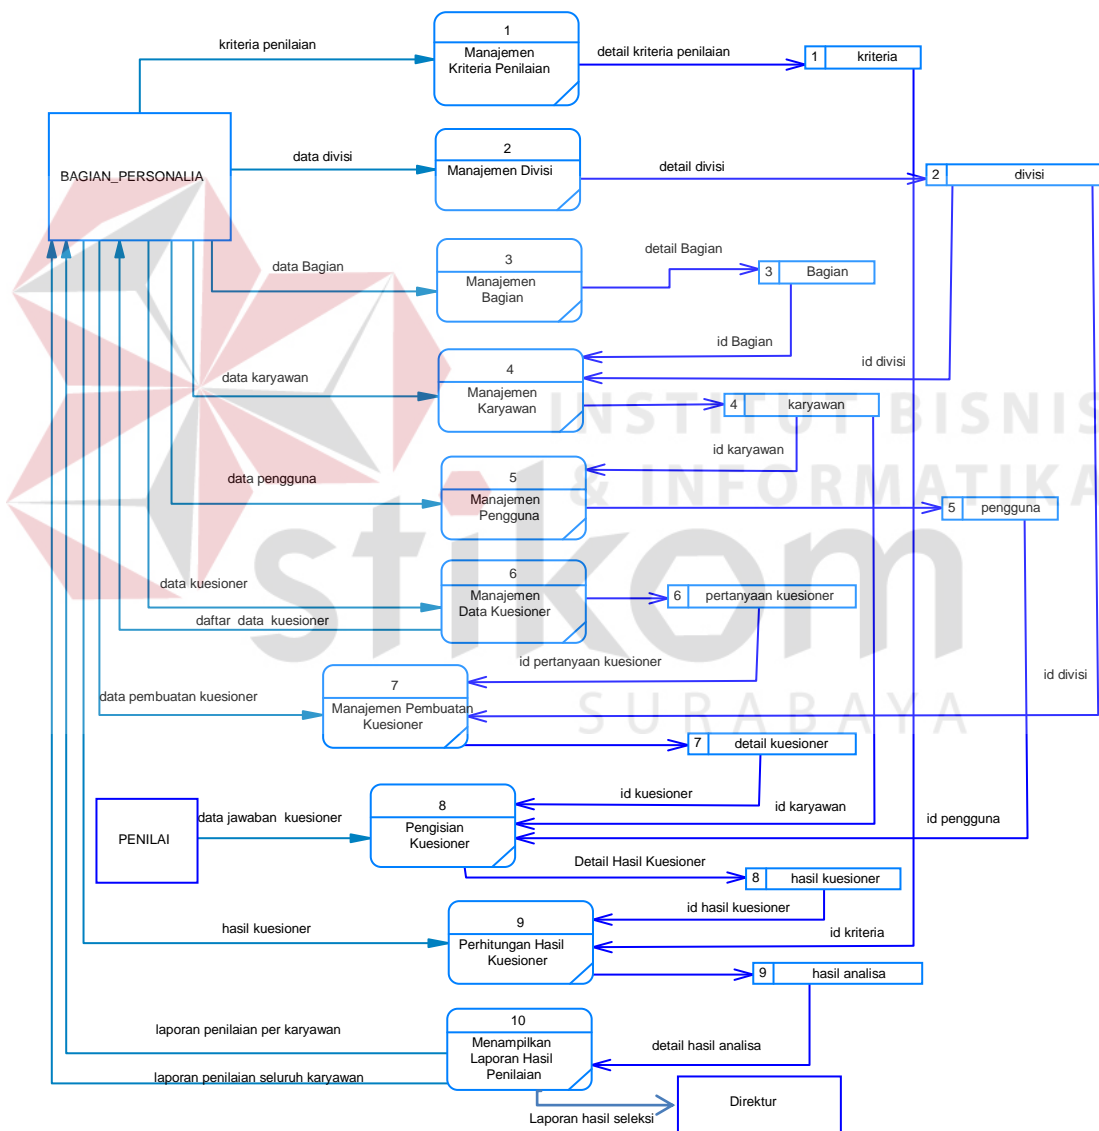 1
kriteria penilaian
Manajemen
Kriteria Penilaian
detail kriteria penilaian
1 kriteria
BAGIAN_PERSONALIA
data divisi
2
Manajemen Divisi
detail divisi
2 divisi
data Bagian
3
Manajemen
Bagian
detail Bagian
3 Bagian
id Bagian
id divisi
data karyawan
4
Manajemen
Karyawan
4 karyawan
INSTITUT BISNIS
id karyawan
data pengguna
5
Manajemen
Pengguna
& INFORMATIKA
5 pengguna
stikom
data kuesioner
6
Manajemen
Data Kuesioner
6 pertanyaan kuesioner
daftar data kuesioner
id pertanyaan kuesioner
id divisi
data pembuatan kuesioner
7
Manajemen Pembuatan
Kuesioner
SURABAYA
7 detail kuesioner
id kuesioner
id karyawan
id pengguna
PENILAI
data jawaban kuesioner
8
Pengisian
Kuesioner
Detail Hasil Kuesioner
8 hasil kuesioner
id hasil kuesioner
id kriteria
hasil kuesioner
9
Perhitungan Hasil
Kuesioner
9 hasil analisa
laporan penilaian per karyawan
10
Menampilkan
Laporan Hasil
Penilaian
detail hasil analisa
laporan penilaian seluruh karyawan
Laporan hasil seleksi
Direktur